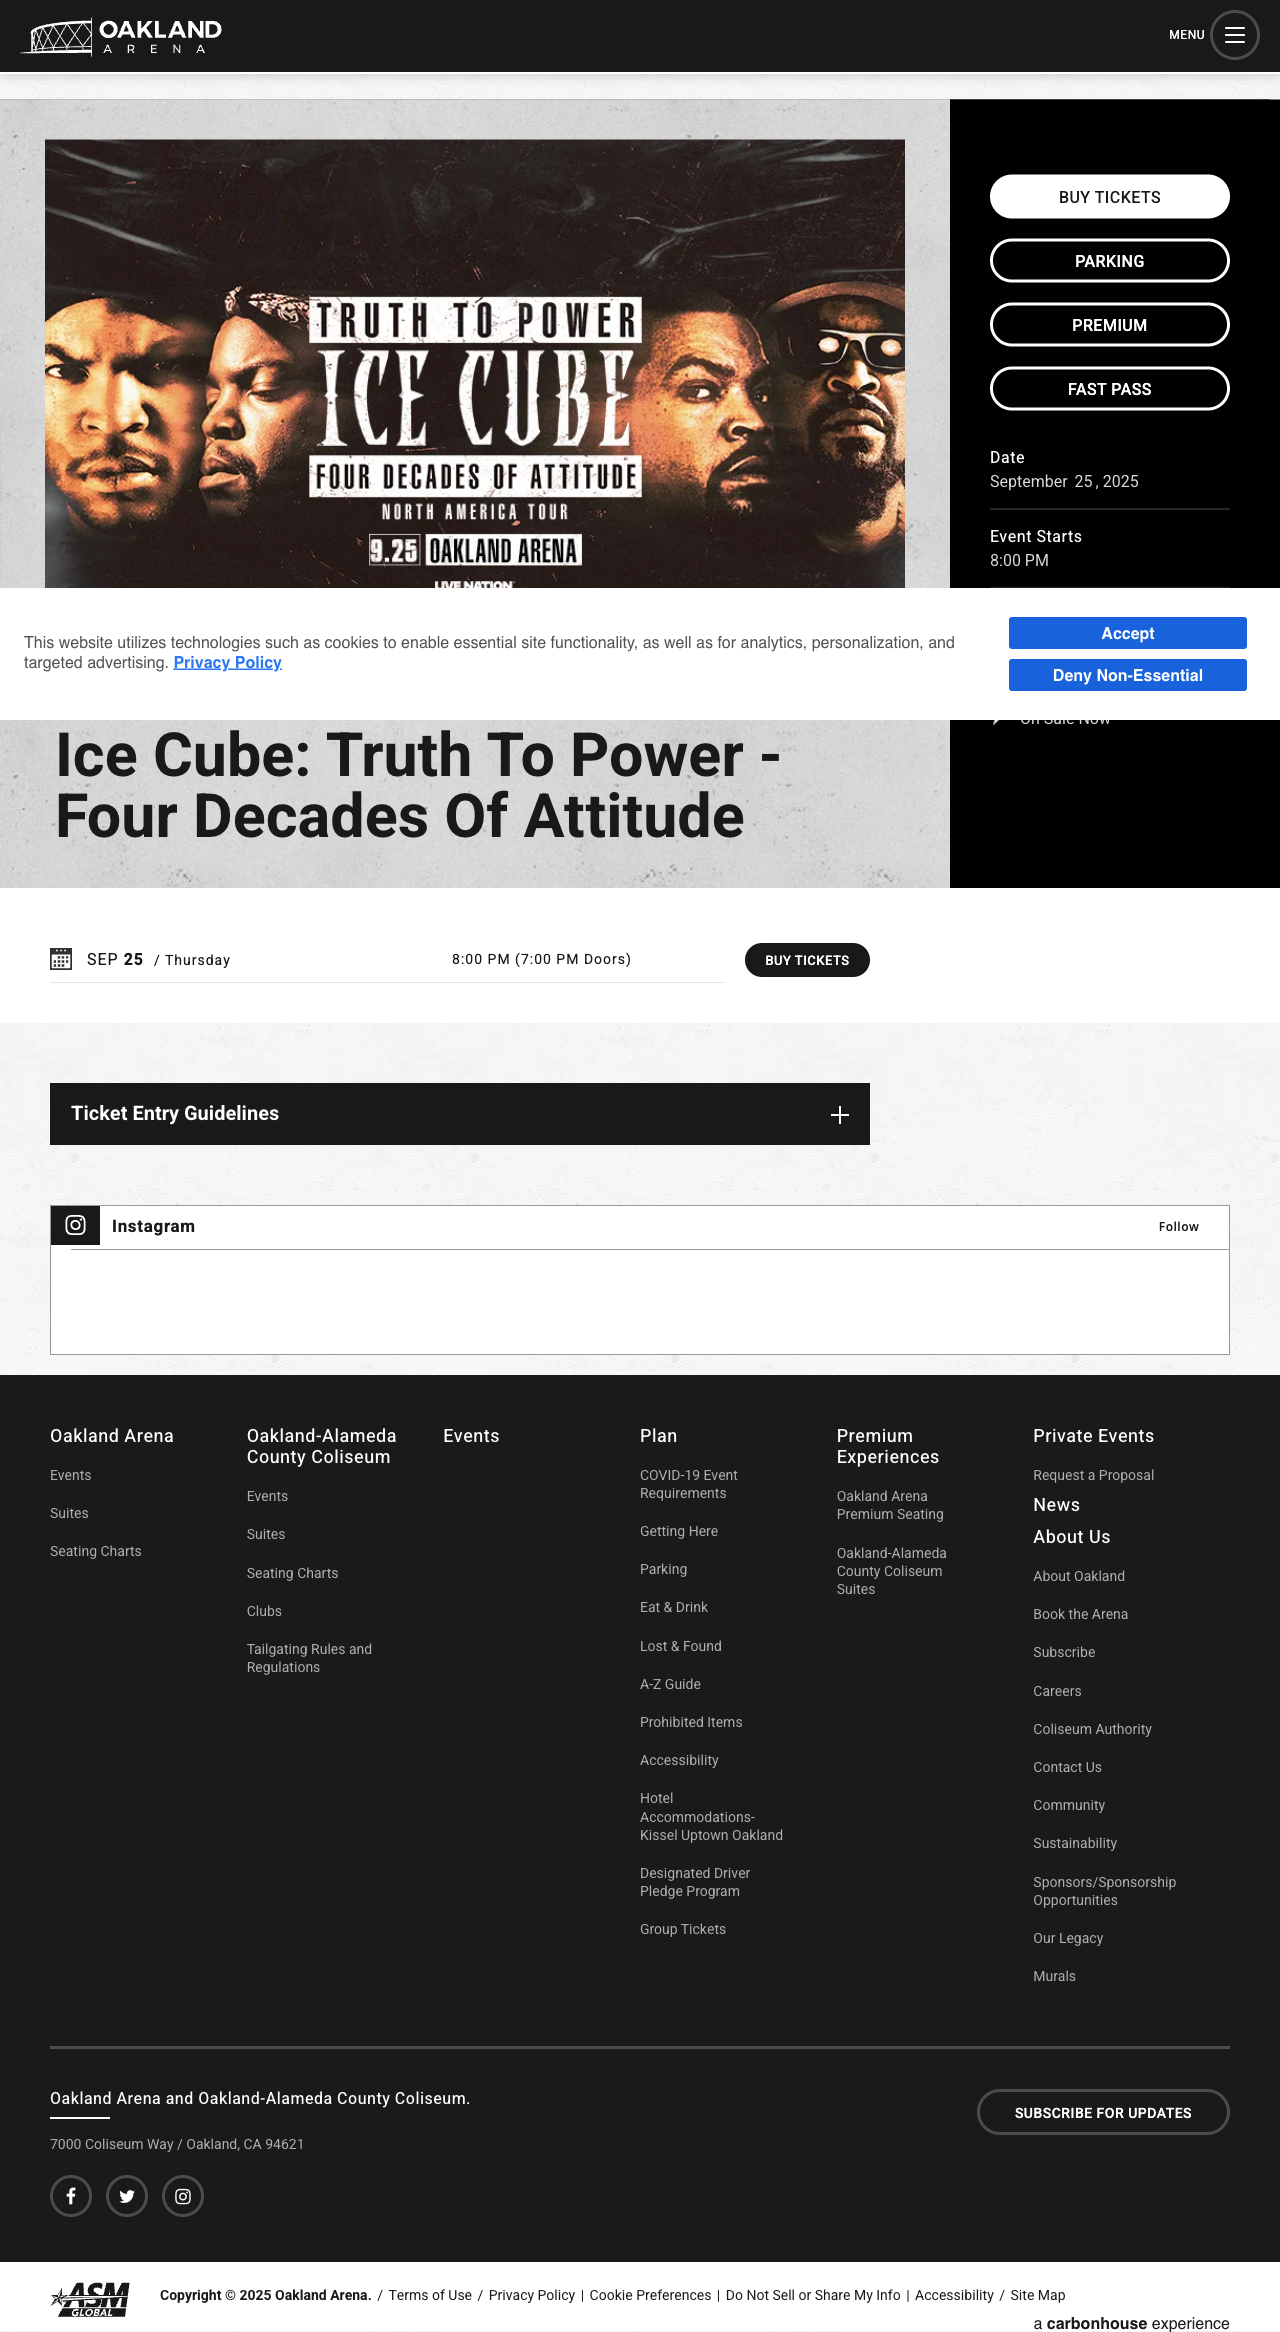 OAKLAND
ARENA
MENU
TRUTH TO POWER
ICE CUBE
FOUR DECADES OF ATTITUDE
NORTH AMERICA TOUR
9.25 OAKLAND ARENA
LIVE NATION
BUY TICKETS
PARKING
PREMIUM
FAST PASS
Date
September 25, 2025
Event Starts
8:00 PM
This website utilizes technologies such as cookies to enable essential site functionality, as well as for analytics, personalization, and
targeted advertising. Privacy Policy
Accept
Deny Non-Essential
On Sale Now
Ice Cube: Truth To Power -
Four Decades Of Attitude
SEP 25 / Thursday
8:00 PM (7:00 PM Doors)
BUY TICKETS
Ticket Entry Guidelines
Instagram
Follow
Oakland Arena
Events
Suites
Seating Charts
Oakland-Alameda
County Coliseum
Events
Suites
Seating Charts
Clubs
Tailgating Rules and
Regulations
Events
Plan
COVID-19 Event
Requirements
Getting Here
Parking
Eat & Drink
Lost & Found
A-Z Guide
Prohibited Items
Accessibility
Hotel
Accommodations-
Kissel Uptown Oakland
Designated Driver
Pledge Program
Group Tickets
Premium
Experiences
Oakland Arena
Premium Seating
Oakland-Alameda
County Coliseum
Suites
Private Events
Request a Proposal
News
About Us
About Oakland
Book the Arena
Subscribe
Careers
Coliseum Authority
Contact Us
Community
Sustainability
Sponsors/Sponsorship
Opportunities
Our Legacy
Murals
Oakland Arena and Oakland-Alameda County Coliseum.
7000 Coliseum Way / Oakland, CA 94621
SUBSCRIBE FOR UPDATES
ASM
GLOBAL
Copyright © 2025 Oakland Arena. / Terms of Use / Privacy Policy | Cookie Preferences | Do Not Sell or Share My Info | Accessibility / Site Map
a carbonhouse experience